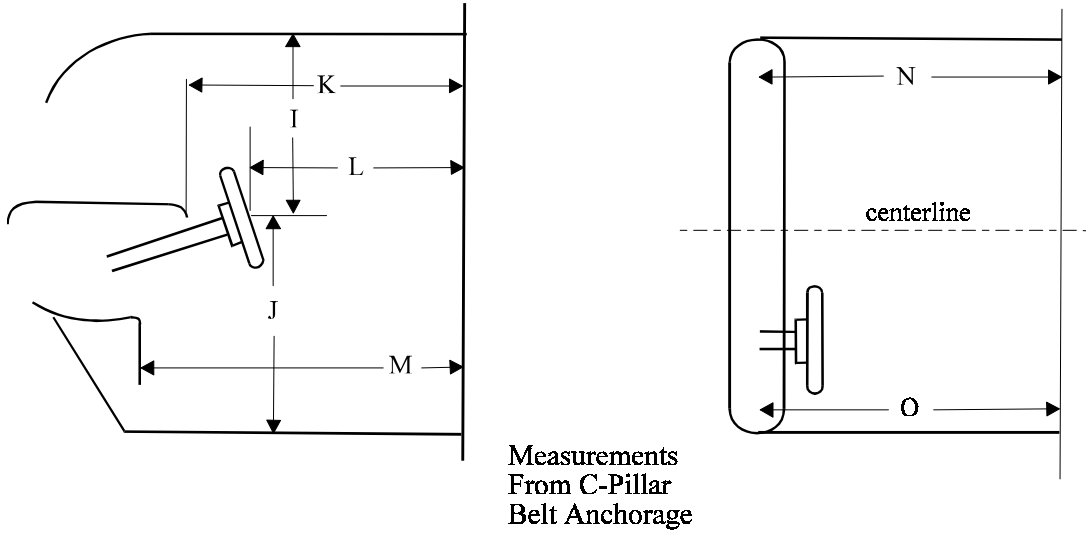 K
I
L
J
M
N
centerline
O
Measurements
From C-Pillar
Belt Anchorage